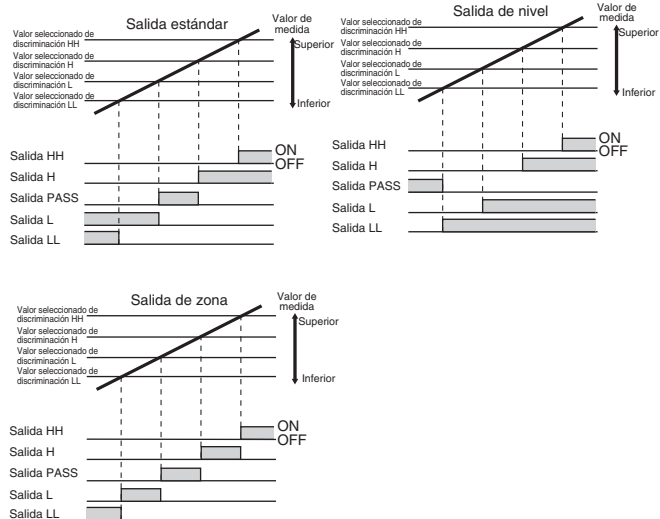 Salida estándar
Valor de
medida
Superior
Inferior
Valor seleccionado de
discriminación HH
Valor seleccionado de
discriminación H
Valor seleccionado de
discriminación L
Valor seleccionado de
discriminación LL
Salida HH
Salida H
Salida PASS
Salida L
Salida LL
ON
OFF
Salida de nivel
Valor de
medida
Superior
Inferior
Valor seleccionado de
discriminación HH
Valor seleccionado de
discriminación H
Valor seleccionado de
discriminación L
Valor seleccionado de
discriminación LL
Salida HH
Salida H
Salida PASS
Salida L
Salida LL
ON
OFF
Salida de zona
Valor de
medida
Superior
Inferior
Valor seleccionado de
discriminación HH
Valor seleccionado de
discriminación H
Valor seleccionado de
discriminación L
Valor seleccionado de
discriminación LL
Salida HH
Salida H
Salida PASS
Salida L
Salida LL
ON
OFF